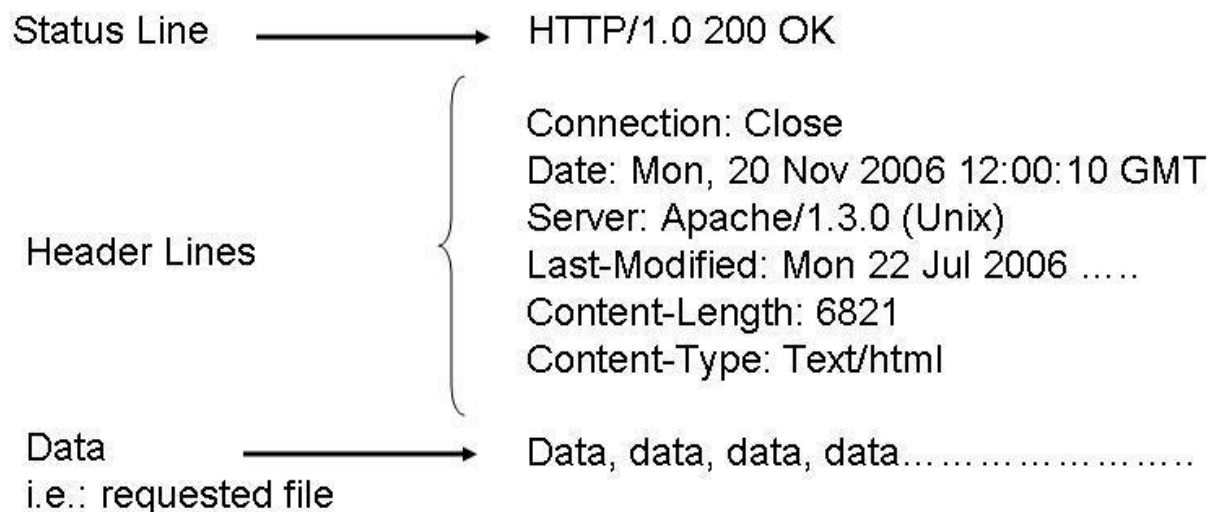 Status Line
HTTP/1.0 200 OK
Header Lines
Connection: Close
Date: Mon, 20 Nov 2006 12:00:10 GMT
Server: Apache/1.3.0 (Unix)
Last-Modified: Mon 22 Jul 2006 …..
Content-Length: 6821
Content-Type: Text/html
Data
i.e.: requested file
Data, data, data, data…………………..